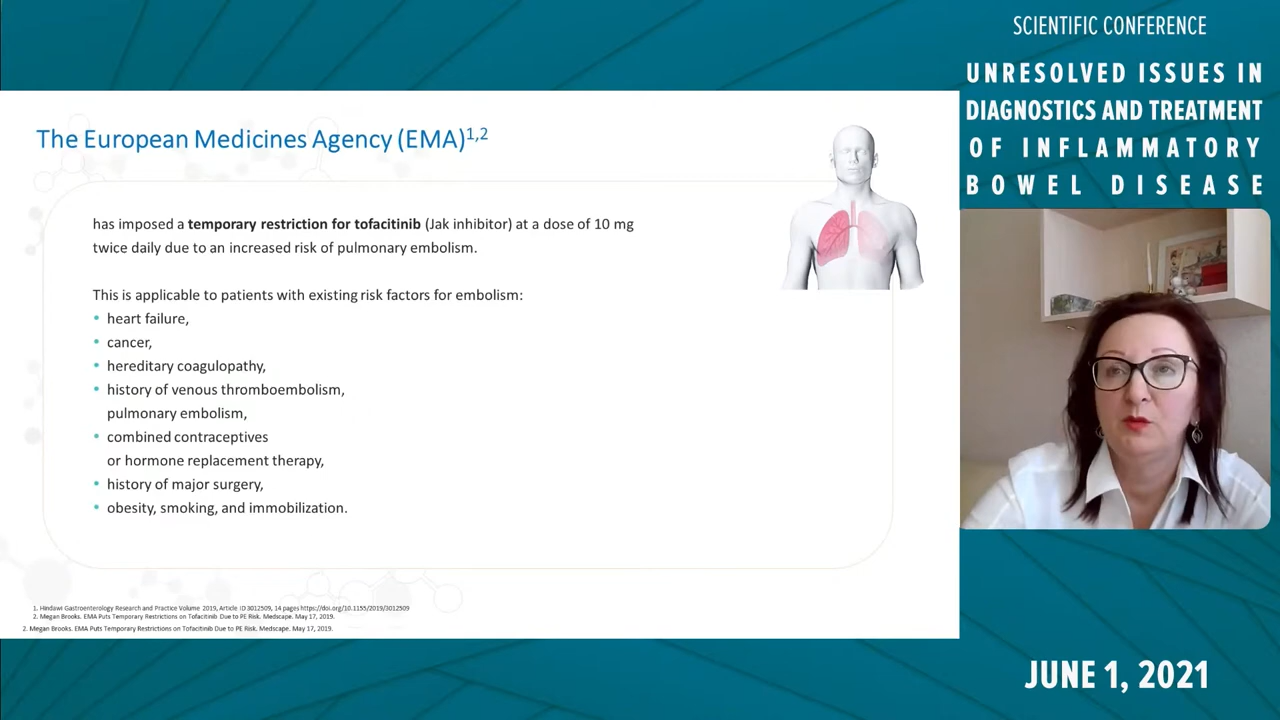 SCIENTIFIC CONFERENCE
UNRESOLVED ISSUES IN
DIAGNOSTICS AND TREATMENT
OF INFLAMMATORY
BOWEL DISEASE
The European Medicines Agency (EMA)1,2
has imposed a temporary restriction for tofacitinib (Jak inhibitor) at a dose of 10 mg
twice daily due to an increased risk of pulmonary embolism.
This is applicable to patients with existing risk factors for embolism:
• heart failure,
• cancer,
• hereditary coagulopathy,
• history of venous thromboembolism,
pulmonary embolism,
• combined contraceptives
or hormone replacement therapy,
• history of major surgery,
• obesity, smoking, and immobilization.
1. Hindawi Gastroenterology Research and Practice Volume 2019, Article ID 3012509, 14 pages https://doi.org/10.1155/2019/3012509
2. Megan Brooks. EMA Puts Temporary Restrictions on Tofacitinib Due to PE Risk. Medscape. May 17, 2019.
2. Megan Brooks. EMA Puts Temporary Restrictions on Tofacitinib Due to PE Risk. Medscape. May 17, 2019.
JUNE 1, 2021